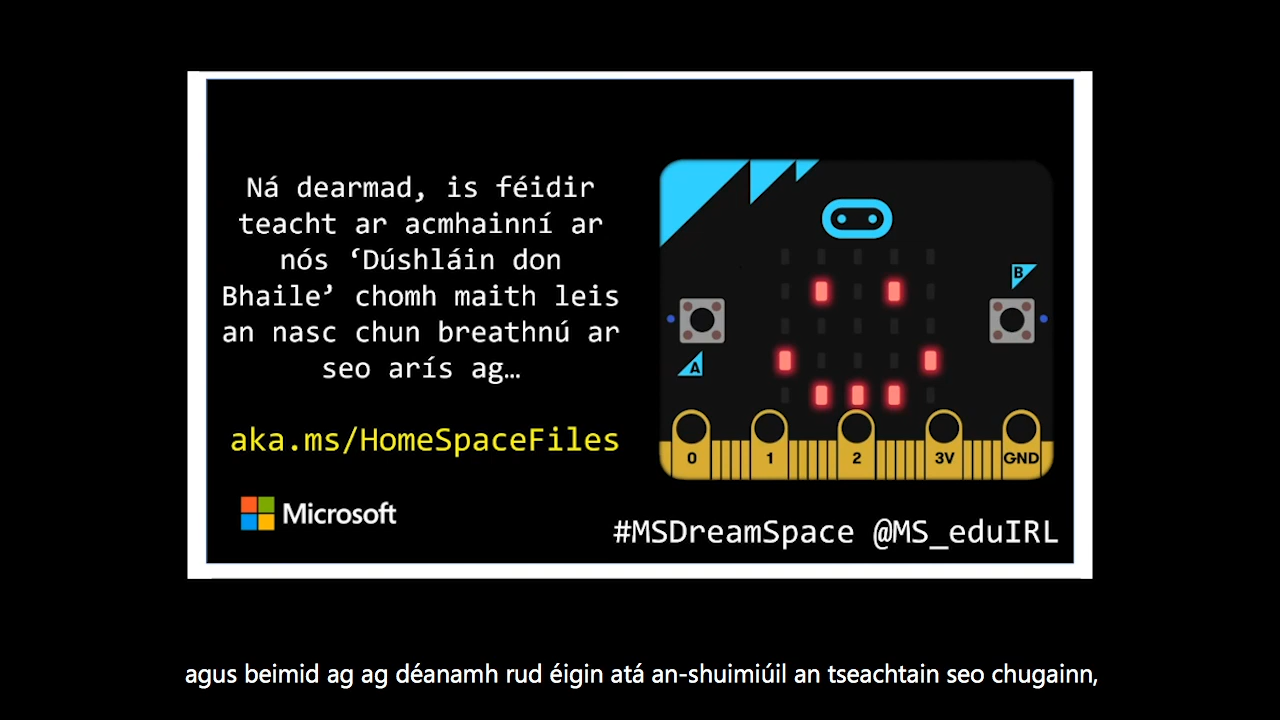 Ná dearmad, is féidir
teacht ar acmhainní ar
nós ‘Dúshláin don
Bhaile’ chomh maith leis
an nasc chun breathnú ar
seo arís ag…
aka.ms/HomeSpaceFiles
Microsoft
B
A
0 1 2 3V GND
#MSDreamSpace @MS_eduIRL
agus beimid ag ag déanamh rud éigin atá an-shuimiúil an tseachtain seo chugainn,